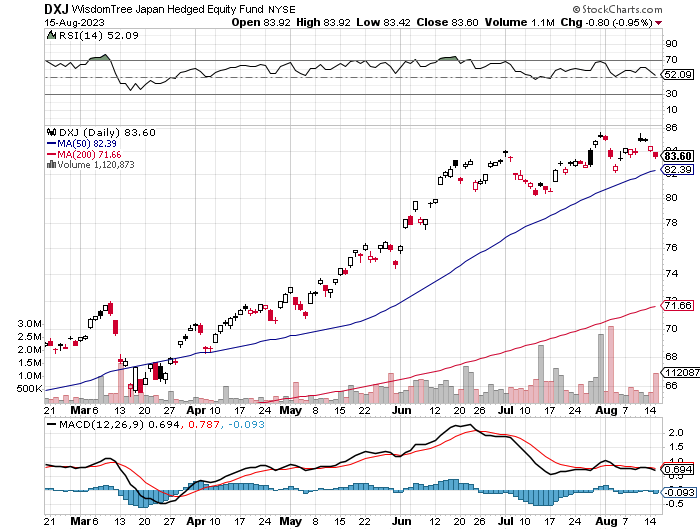 DXJ WisdomTree Japan Hedged Equity Fund NYSE © StockCharts.com
15-Aug-2023 Open 83.92 High 83.92 Low 83.42 Close 83.60 Volume 1.1M Chg -0.80 (-0.95%)
RSI(14) 52.09
90
70
52.09
30
10
DXJ (Daily) 83.60
MA(50) 82.39
MA(200) 71.66
Volume 1,120,873
86
83.60
82.39
80
78
76
74
71.66
70
68
112087
66
3.0M
2.5M
2.0M
1.5M
1.0M
500K
21 Mar 6 13 20 27 Apr 10 17 24 May 8 15 22 Jun 12 20 26 Jul 10 17 24 Aug 7 14
MACD(12,26,9) 0.694, 0.787, -0.093
2.0
1.5
1.0
0.694
-0.093
-0.5
21 Mar 6 13 20 27 Apr 10 17 24 May 8 15 22 Jun 12 20 26 Jul 10 17 24 Aug 7 14